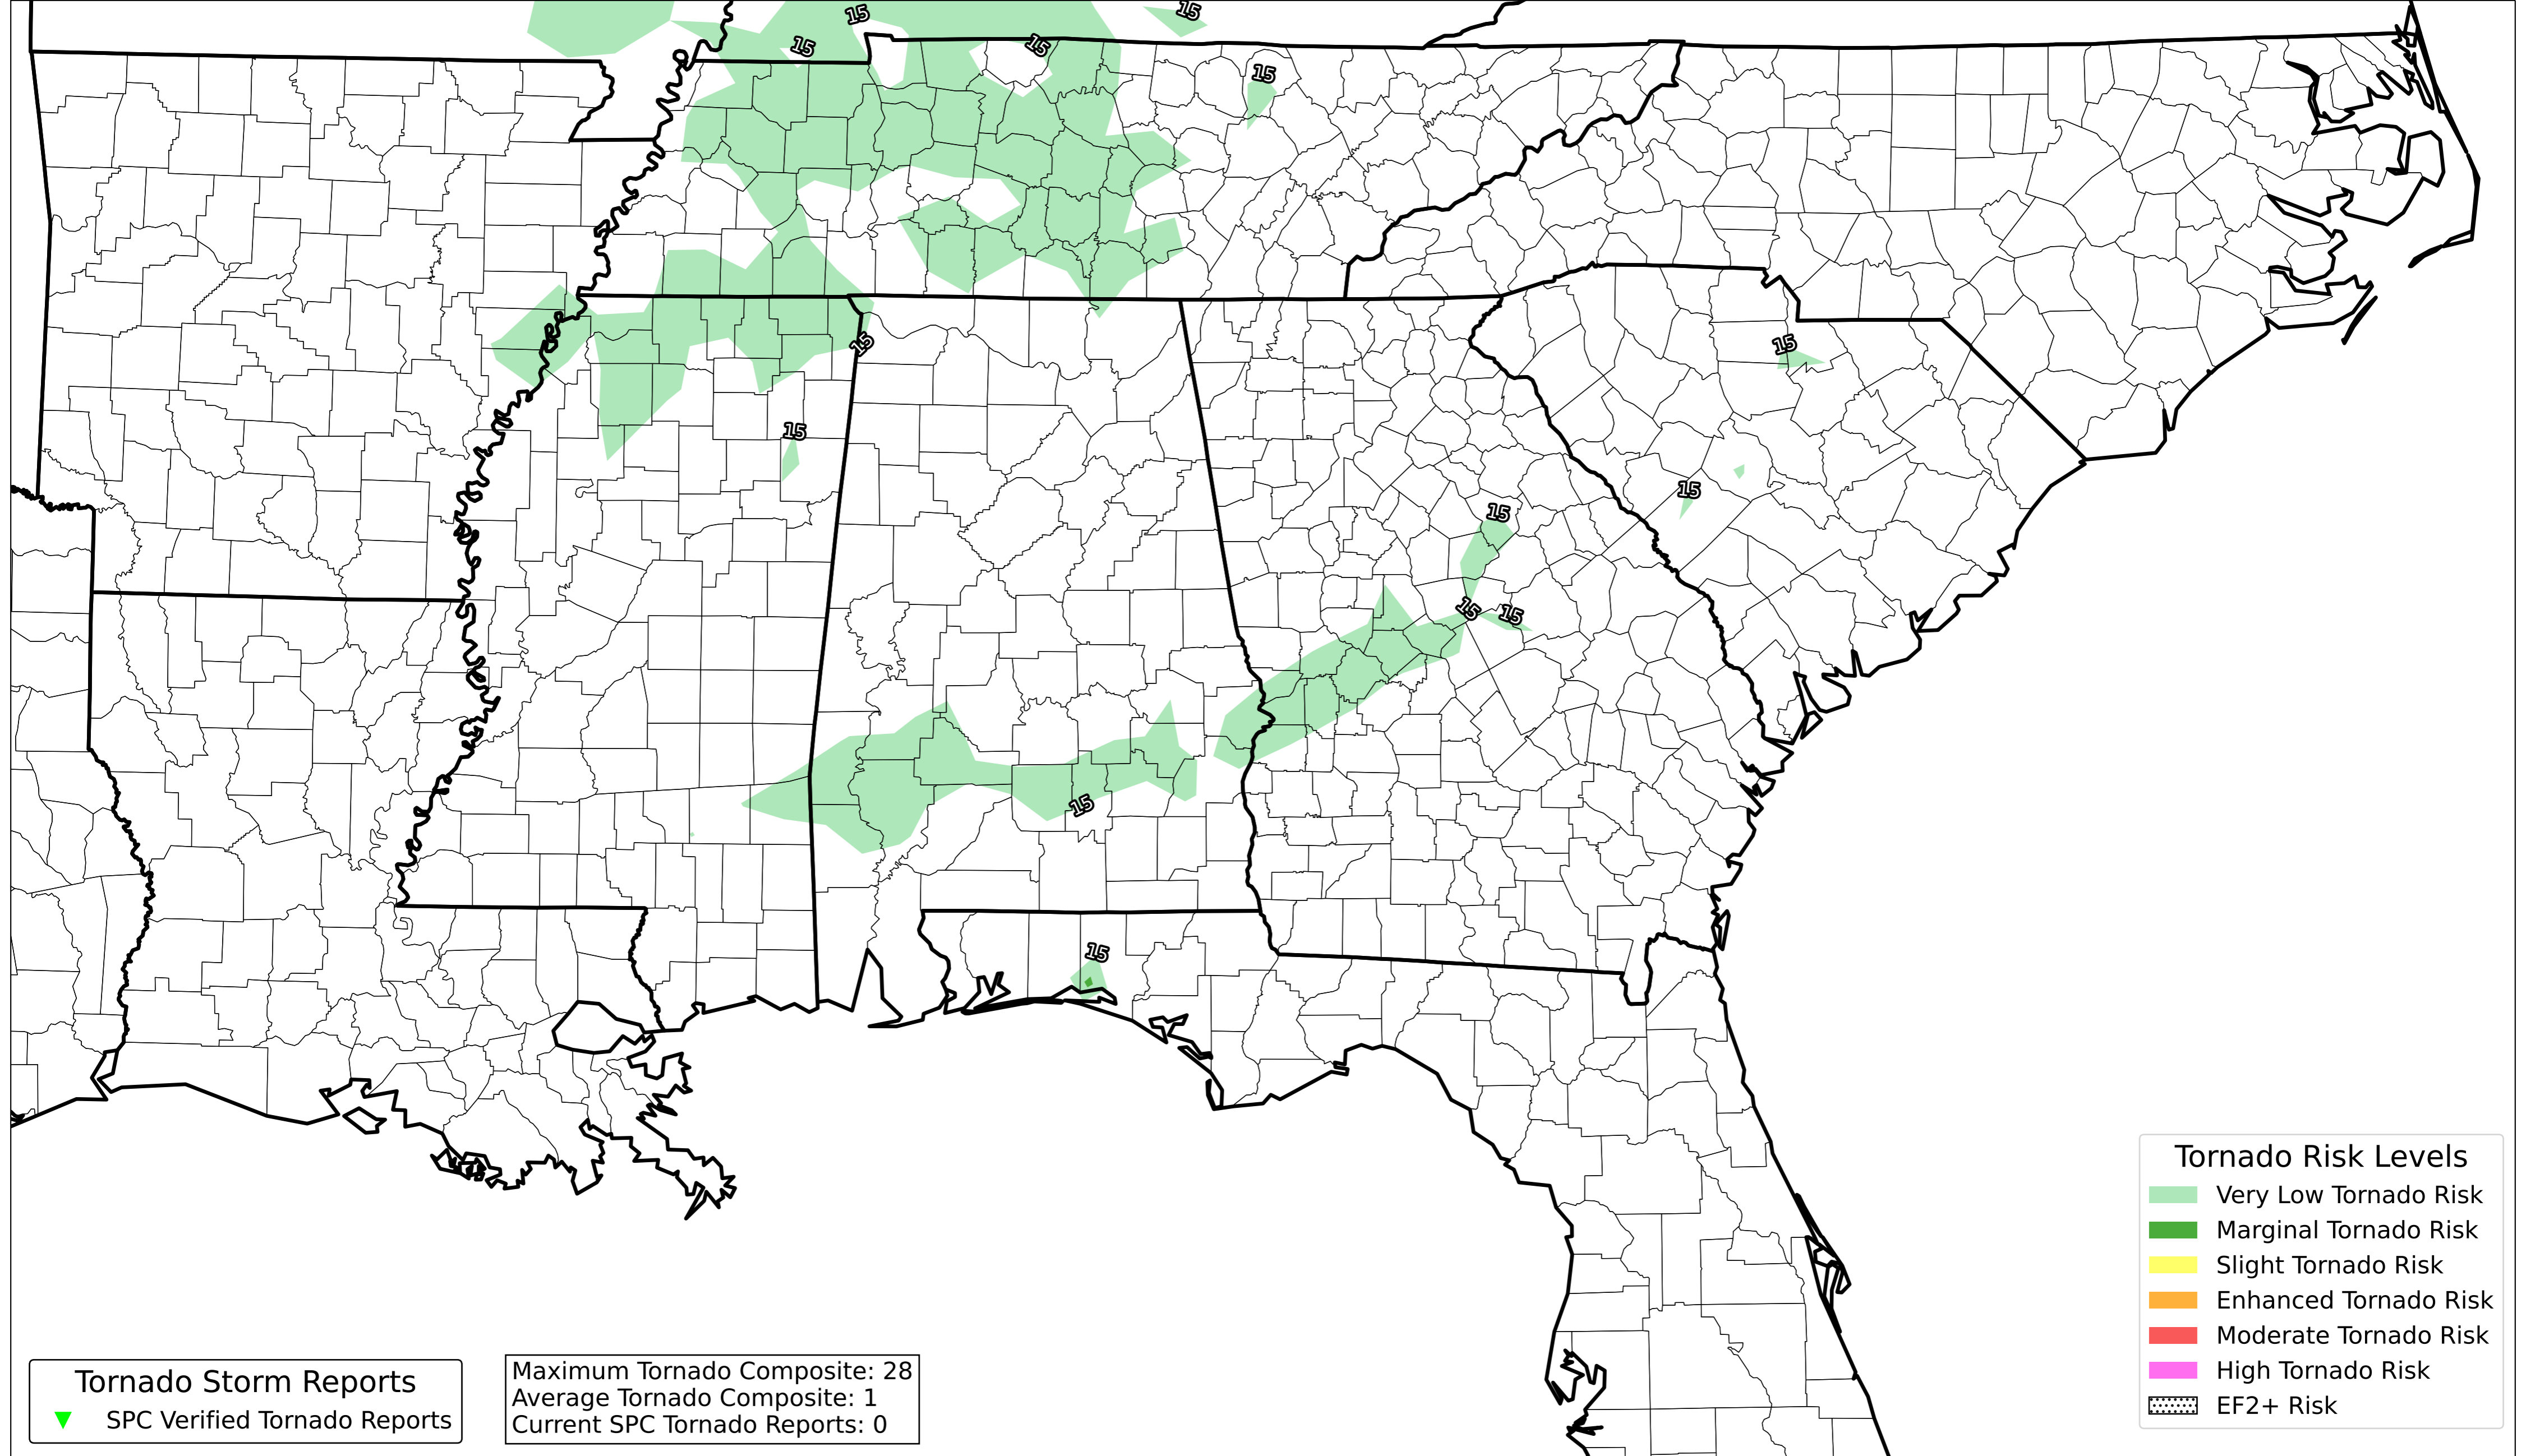 15
15
15
15
15
15
15
15
15
15
15
15
15
15
Tornado Risk Levels
Very Low Tornado Risk
Marginal Tornado Risk
Slight Tornado Risk
Enhanced Tornado Risk
Moderate Tornado Risk
High Tornado Risk
EF2+ Risk
Tornado Storm Reports
SPC Verified Tornado Reports
Maximum Tornado Composite: 28
Average Tornado Composite: 1
Current SPC Tornado Reports: 0